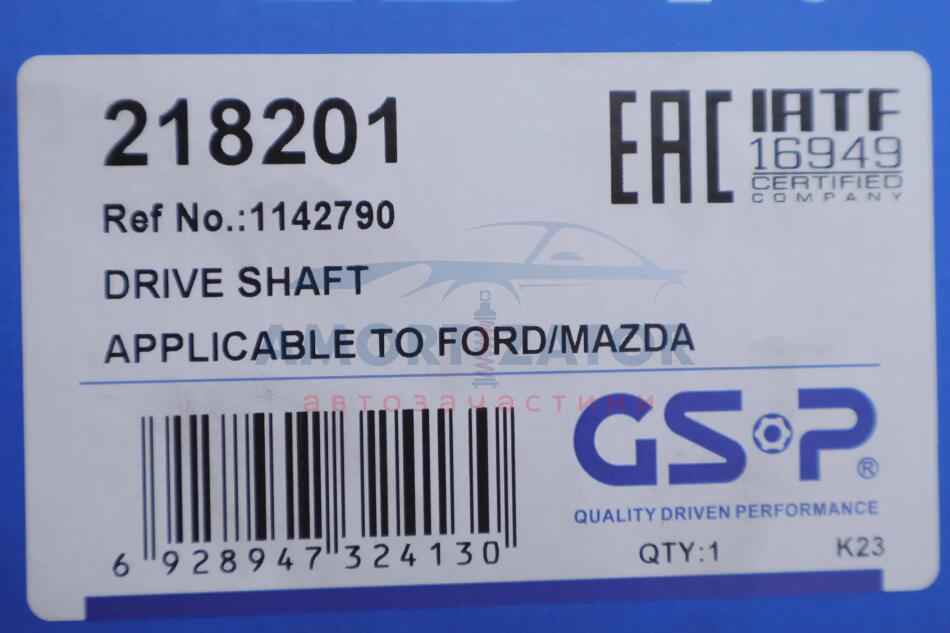 218201
EAC
IATF
16949
CERTIFIED
COMPANY
Ref No.:1142790
DRIVE SHAFT
APPLICABLE TO FORD/MAZDA
AMORTIZATOR
автозапчастини
GS·P®
QUALITY DRIVEN PERFORMANCE
6 928947 324130
QTY:1
K23